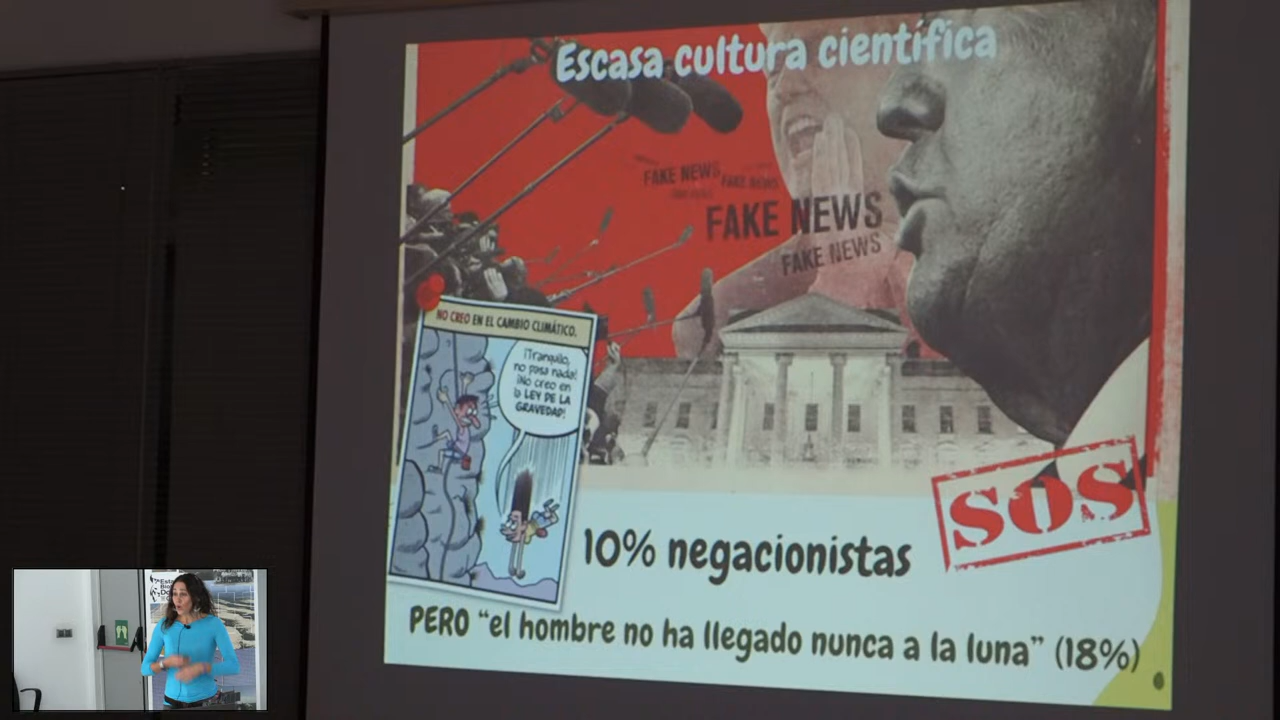 Escasa cultura científica
FAKE NEWS
FAKE NEWS
FAKE NEWS
FAKE NEWS
NO CREO EN EL CAMBIO CLIMÁTICO.
¡Tranquilo,
no pasa nada!
¡No creo en
la LEY DE LA
GRAVEDAD!
SOS
10% negacionistas
PERO “el hombre no ha llegado nunca a la luna” (18%)